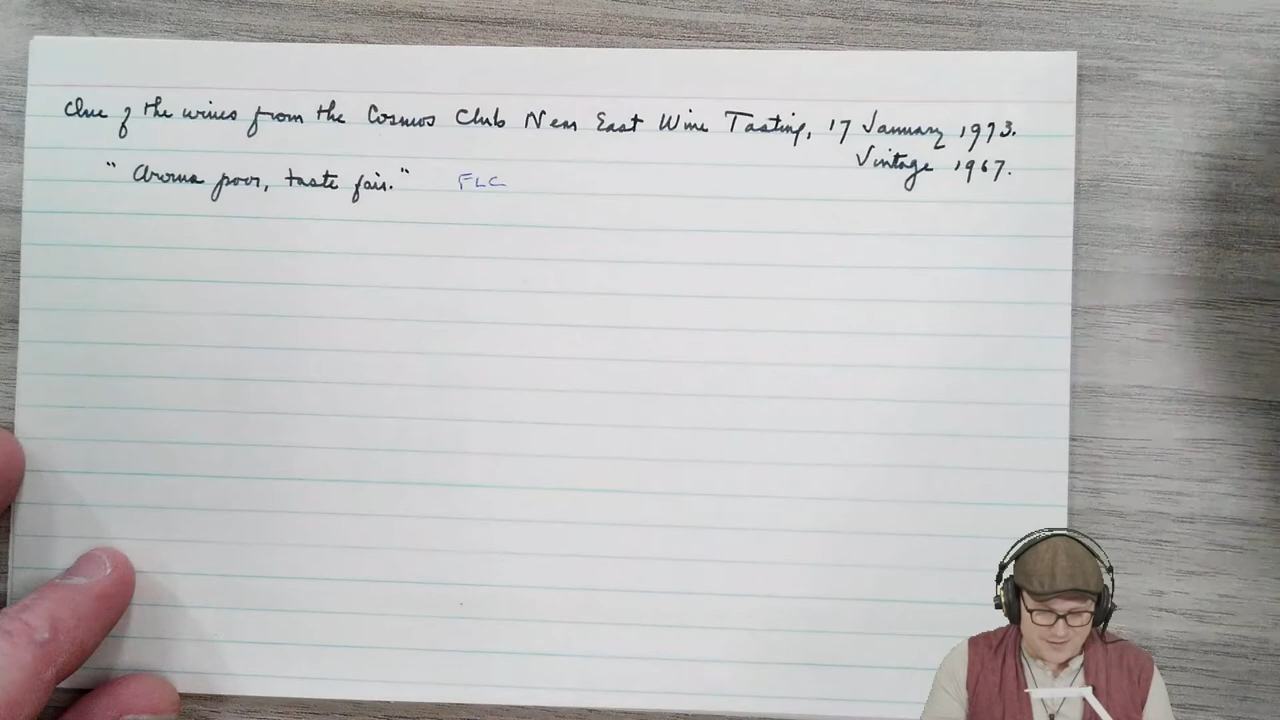 One of the wines from the Cosmos Club Near East Wine Tasting, 17 January 1973.
Vintage 1967.
"Aroma poor, taste fair." FLC